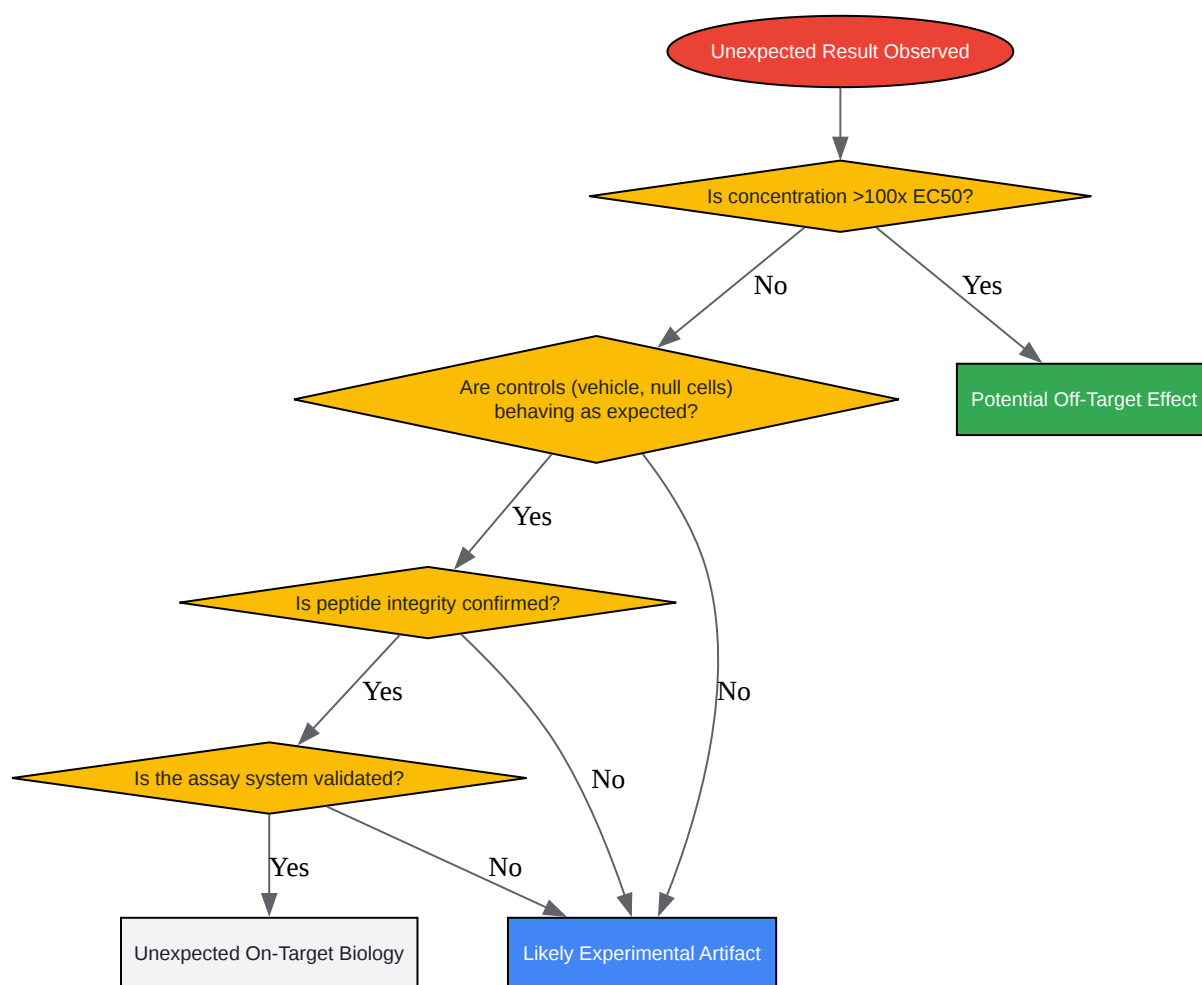 Unexpected Result Observed
Is concentration >100x EC50?
No
Yes
Are controls (vehicle, null cells)
behaving as expected?
Potential Off-Target Effect
Yes
Is peptide integrity confirmed?
No
Yes
Is the assay system validated?
No
Yes
No
Unexpected On-Target Biology
Likely Experimental Artifact